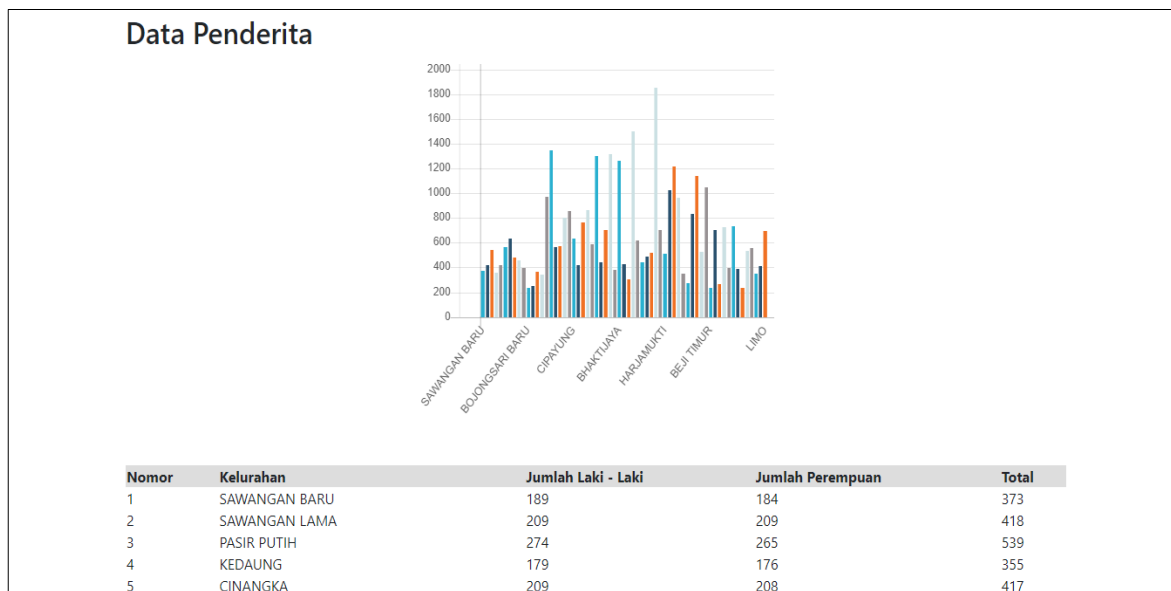 Data Penderita
2000
1800
1600
1400
1200
1000
800
600
400
200
0
SAWANGAN BARU
BOJONGSARI BARU
CIPAYUNG
BHAKTIJAYA
HARJAMUKTI
BEJI TIMUR
LIMO
Nomor Kelurahan Jumlah Laki - Laki Jumlah Perempuan Total
1 SAWANGAN BARU 189 184 373
2 SAWANGAN LAMA 209 209 418
3 PASIR PUTIH 274 265 539
4 KEDAUNG 179 176 355
5 CINANGKA 209 208 417